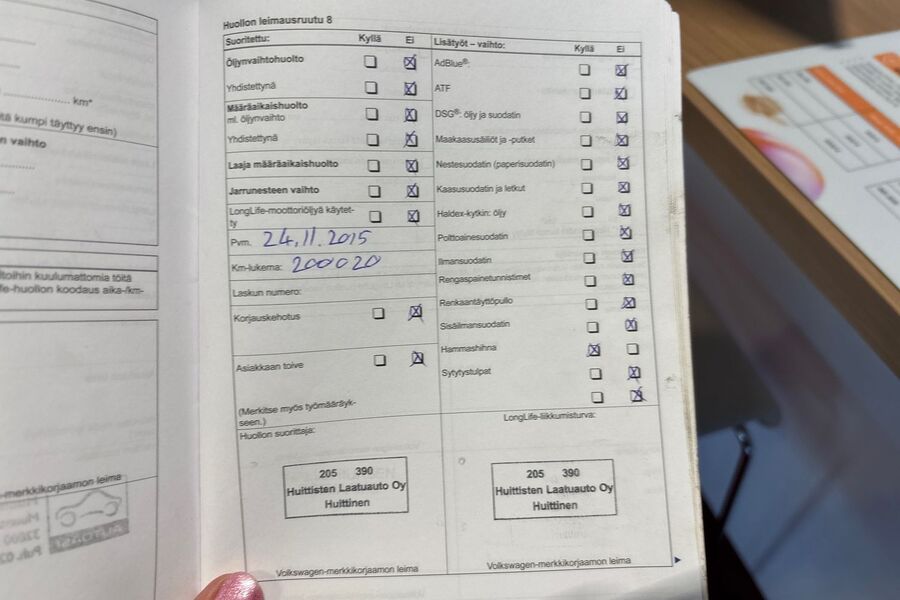 km*
tä kumpi täyttyy ensin)
n vaihto
toihin kuulumattomia töitä
fe-huollon koodaus aika-/km-
-merkkikorjaamon leima
Huollon leimausruutu 8
Suoritettu: Kyllä Ei
Öljynvaihtohuolto
Yhdistettynä
Määräaikaishuolto
ml. öljynvaihto
Yhdistettynä
Laaja määräaikaishuolto
Jarrunesteen vaihto
LongLife-moottoriöljyä käytet-
ty
Pvm. 24.11.2015
Km-lukema: 200020
Laskun numero:
Korjauskehotus
Asiakkaan toive
(Merkitse myös työmääräyk-
seen.)
Huollon suorittaja:
205 390
Huittisten Laatuauto Oy
Huittinen
Volkswagen-merkkikorjaamon leima
Lisätyöt – vaihto: Kyllä Ei
AdBlue®:
ATF
DSG®: öljy ja suodatin
Maakaasusäiliöt ja -putket
Nestesuodatin (paperisuodatin)
Kaasusuodatin ja letkut
Haldex-kytkin: öljy
Polttoainesuodatin
Ilmansuodatin
Rengaspainetunnistimet
Renkaantäyttöpullo
Sisäilmansuodatin
Hammashihna
Sytytystulpat
LongLife-liikkumisturva:
205 390
Huittisten Laatuauto Oy
Huittinen
Volkswagen-merkkikorjaamon leima